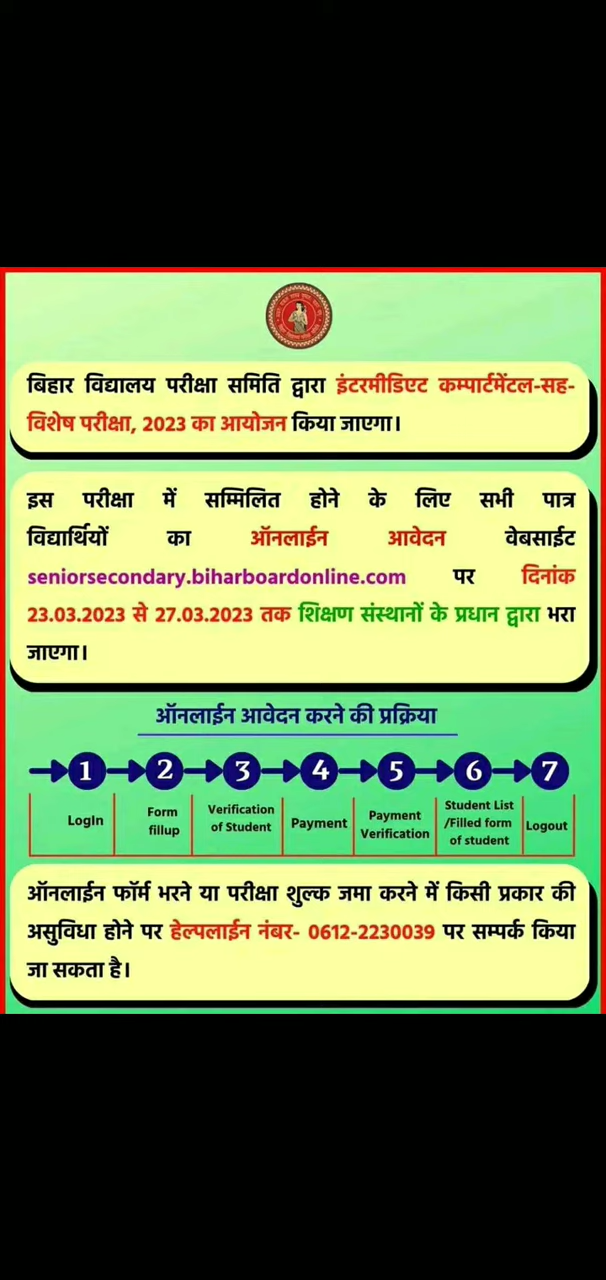 बिहार विद्यालय परीक्षा समिति द्वारा इंटरमीडिएट कम्पार्टमेंटल-सह-
विशेष परीक्षा, 2023 का आयोजन किया जाएगा।
इस परीक्षा में सम्मिलित होने के लिए सभी पात्र
विद्यार्थियों का ऑनलाईन आवेदन वेबसाईट
seniorsecondary.biharboardonline.com पर दिनांक
23.03.2023 से 27.03.2023 तक शिक्षण संस्थानों के प्रधान द्वारा भरा
जाएगा।
ऑनलाईन आवेदन करने की प्रक्रिया
1 2 3 4 5 6 7
LogIn
Form
fillup
Verification
of Student
Payment
Payment
Verification
Student List
/Filled form
of student
Logout
ऑनलाईन फॉर्म भरने या परीक्षा शुल्क जमा करने में किसी प्रकार की
असुविधा होने पर हेल्पलाईन नंबर- 0612-2230039 पर सम्पर्क किया
जा सकता है।